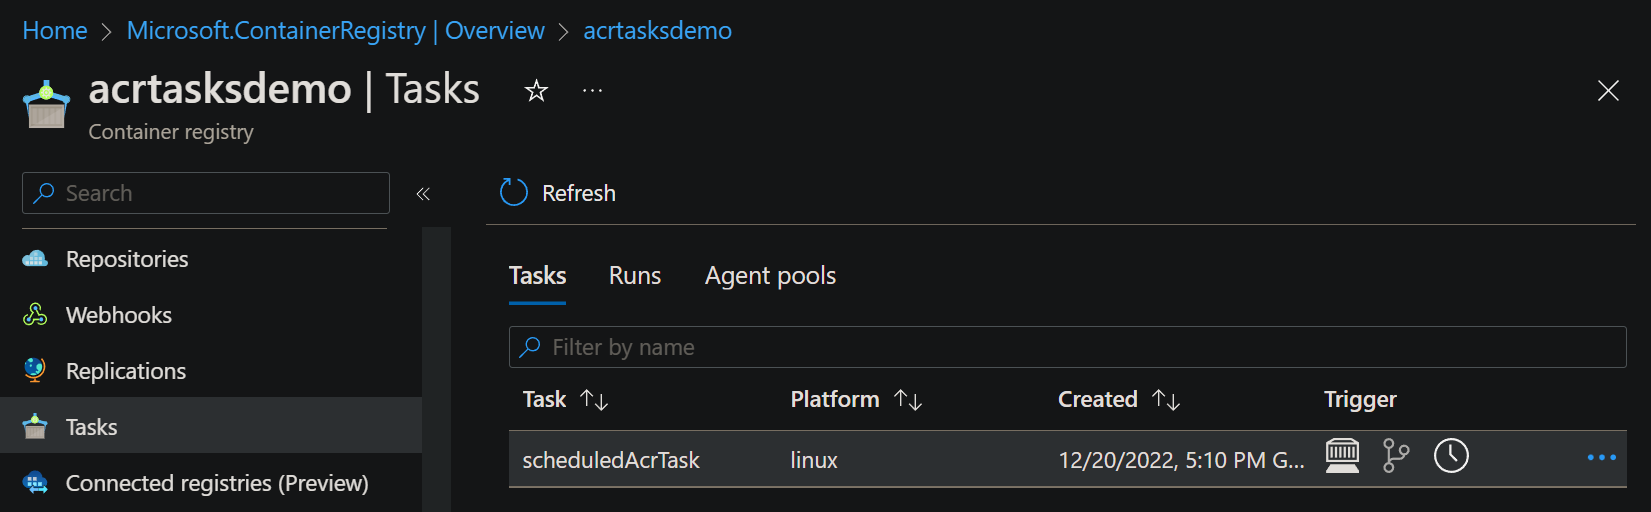 Home > Microsoft.ContainerRegistry | Overview > acrtasksdemo
acrtasksdemo | Tasks ☆ ...
Container registry
Search «
Refresh
Repositories
Webhooks
Replications
Tasks
Connected registries (Preview)
Tasks Runs Agent pools
Filter by name
Task ↑↓ Platform ↑↓ Created ↑↓ Trigger
scheduledAcrTask linux 12/20/2022, 5:10 PM G... ...